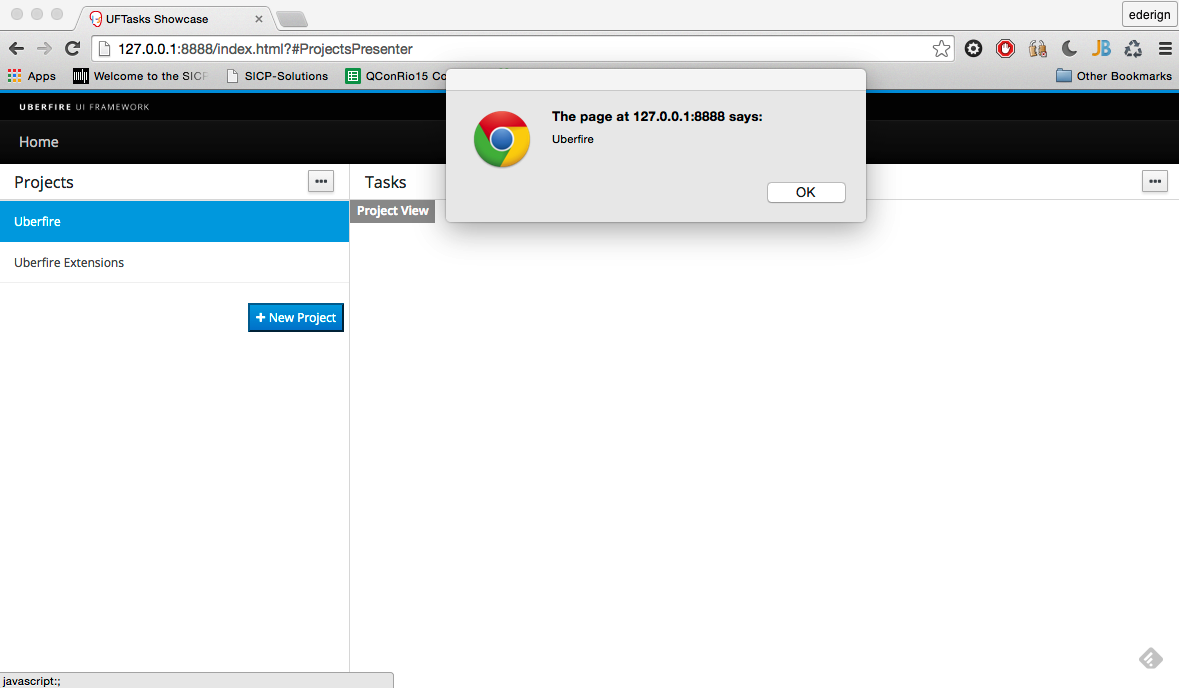 UFTasks Showcase
ederign
127.0.0.1:8888/index.html?#ProjectsPresenter
JB
Apps
Welcome to the SICP
SICP-Solutions
QConRio15 Co
Other Bookmarks
UBERFIRE UI FRAMEWORK
The page at 127.0.0.1:8888 says:
Uberfire
OK
Home
Projects
Tasks
Uberfire
Project View
Uberfire Extensions
+ New Project
javascript:;